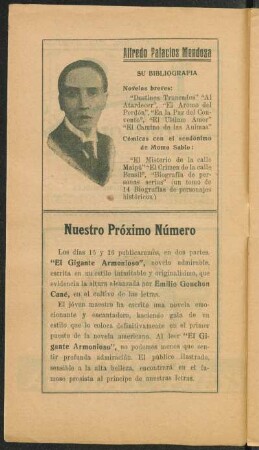 Alfredo Palacios Mendoza
SU BIBLIOGRAFIA
Novelas breves:
"Destinos Truncados" "Al
Atardecer", "El Aroma del
Perdón", "En la Paz del Con-
vento", "El Ultimo Amor"
"El Camino de las Animas"
Cómicas con el seudónimo
de Momo Sabio:
"El Misterio de la calle
Maipú" "El Crimen de la calle
Brasil", "Biografía de per-
sonas serias" (un tomo de
14 Biografías de personajes
históricos)
Nuestro Próximo Número
Los días 15 y 16 publicaremos, en dos partes
"El Gigante Armonioso", novela admirable,
escrita en un estilo inimitable y originalísimo, que
evidencia la altura alcanzada por Emilio Gouchon
Cané, en el cultivo de las letras.
El joven maestro ha escrito una novela emo-
cionante y encantadora, haciendo gala de un
estilo que lo coloca definitivamente en el primer
puesto de la novela americana. Al leer "El Gi-
gante Armonioso", no podemos menos que sen-
tir profunda admiración. El público ilustrado,
sensible a la alta belleza, encontrará en el fa-
moso prosista al príncipe de nuestras letras.